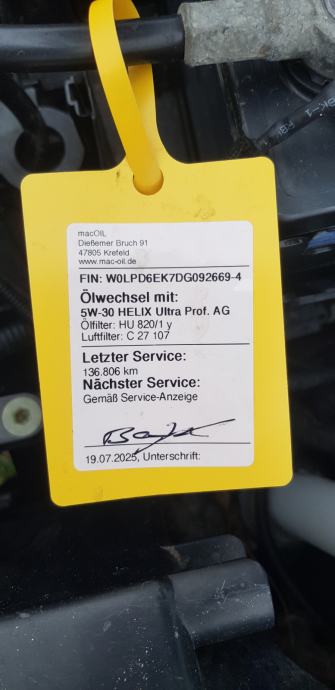 macOIL
Dießemer Bruch 91
47805 Krefeld
www.mac-oil.de
FIN: W0LPD6EK7DG092669-4
Ölwechsel mit:
5W-30 HELIX Ultra Prof. AG
Ölfilter: HU 820/1 y
Luftfilter: C 27 107
Letzter Service:
136.806 km
Nächster Service:
Gemäß Service-Anzeige
19.07.2025, Unterschrift: